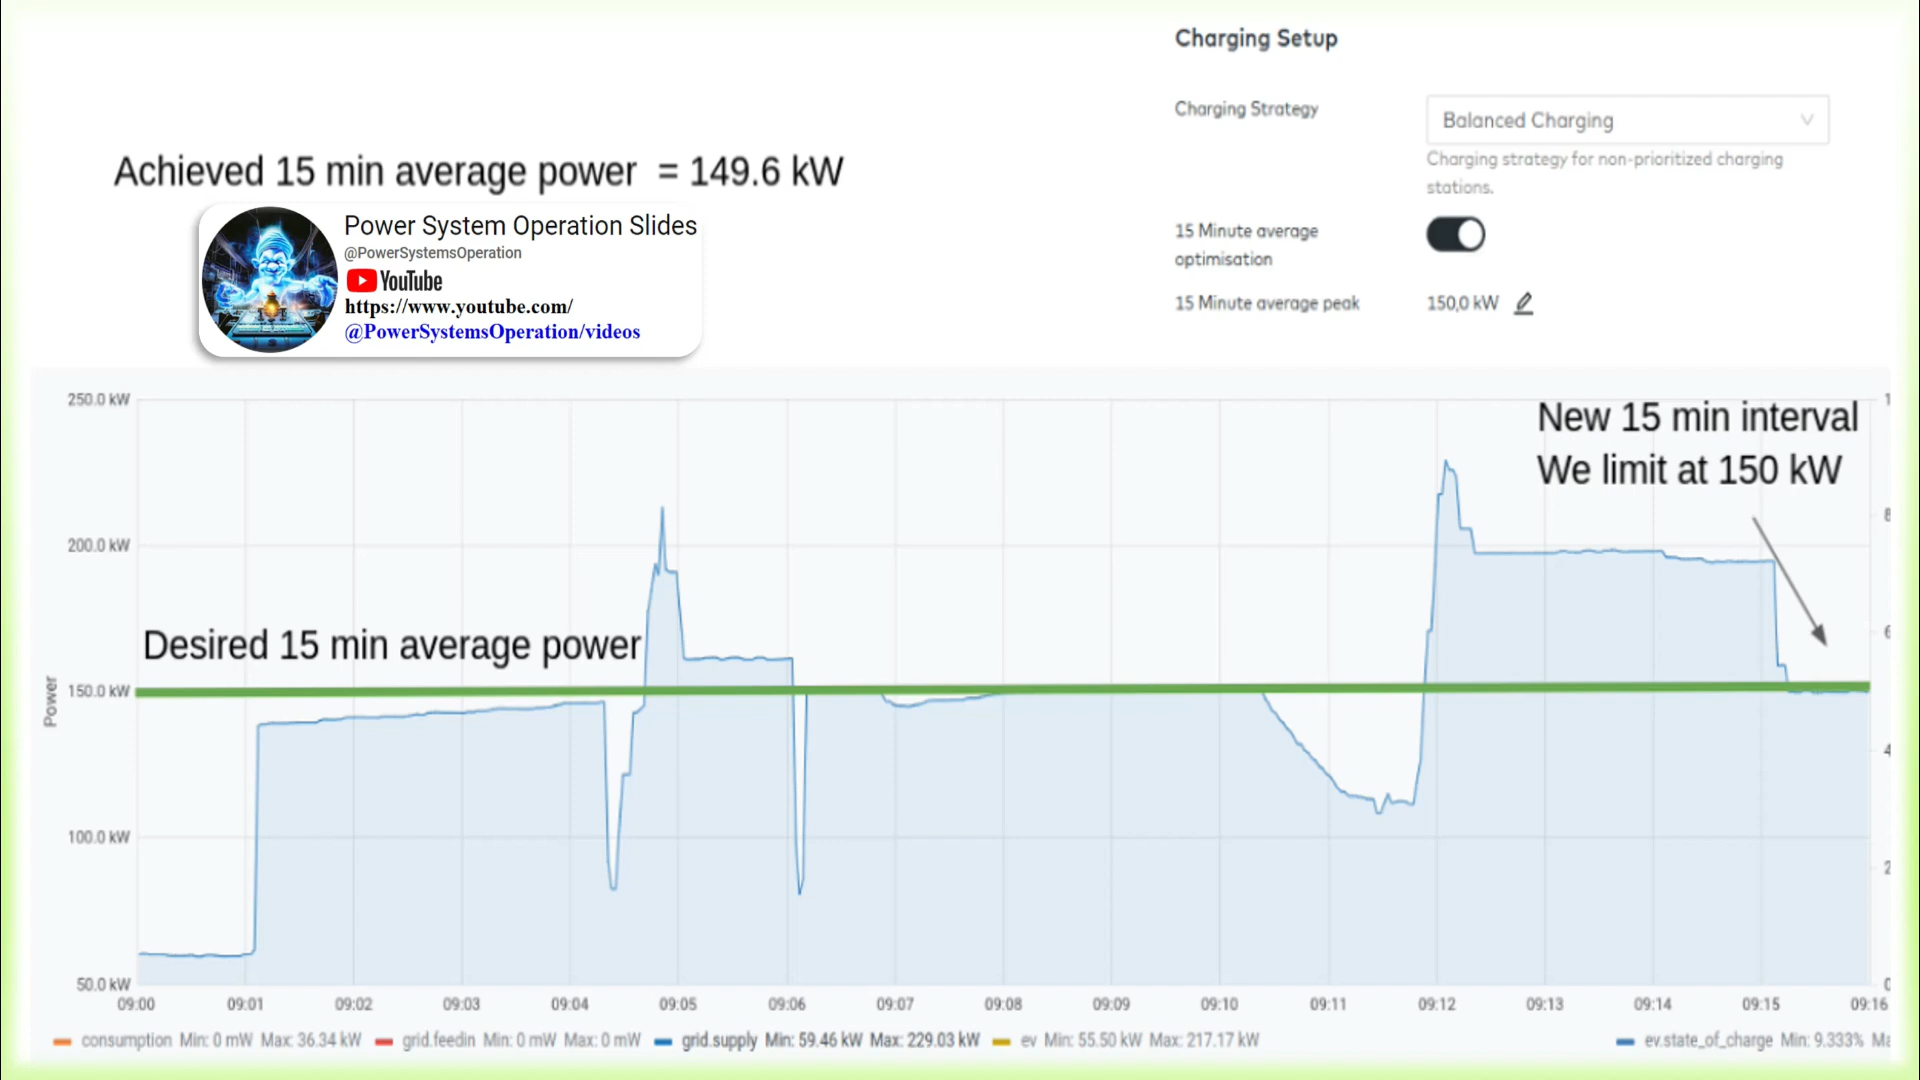 Charging Setup
Charging Strategy
Balanced Charging
Charging strategy for non-prioritized charging
stations.
15 Minute average
optimisation
15 Minute average peak
150,0 kW
Achieved 15 min average power = 149.6 kW
Power System Operation Slides
@PowerSystemsOperation
YouTube
https://www.youtube.com/
@PowerSystemsOperation/videos
New 15 min interval
We limit at 150 kW
Desired 15 min average power
Power
250.0 kW
200.0 kW
150.0 kW
100.0 kW
50.0 kW
09:00 09:01 09:02 09:03 09:04 09:05 09:06 09:07 09:08 09:09 09:10 09:11 09:12 09:13 09:14 09:15 09:16
consumption Min: 0 mW Max: 36.34 kW grid.feedin Min: 0 mW Max: 0 mW grid.supply Min: 59.46 kW Max: 229.03 kW ev Min: 55.50 kW Max: 217.17 kW ev.state_of_charge Min: 9.333%